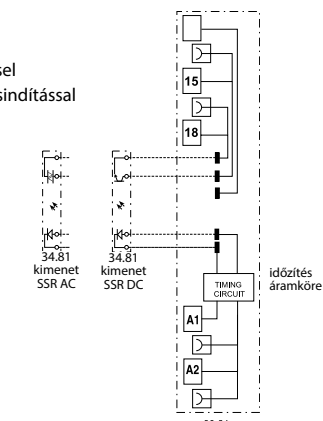 sel
sindítással
15
18
34.81
kimenet
SSR AC
34.81
kimenet
SSR DC
TIMING
CIRCUIT
időzítés
áramköre
A1
A2